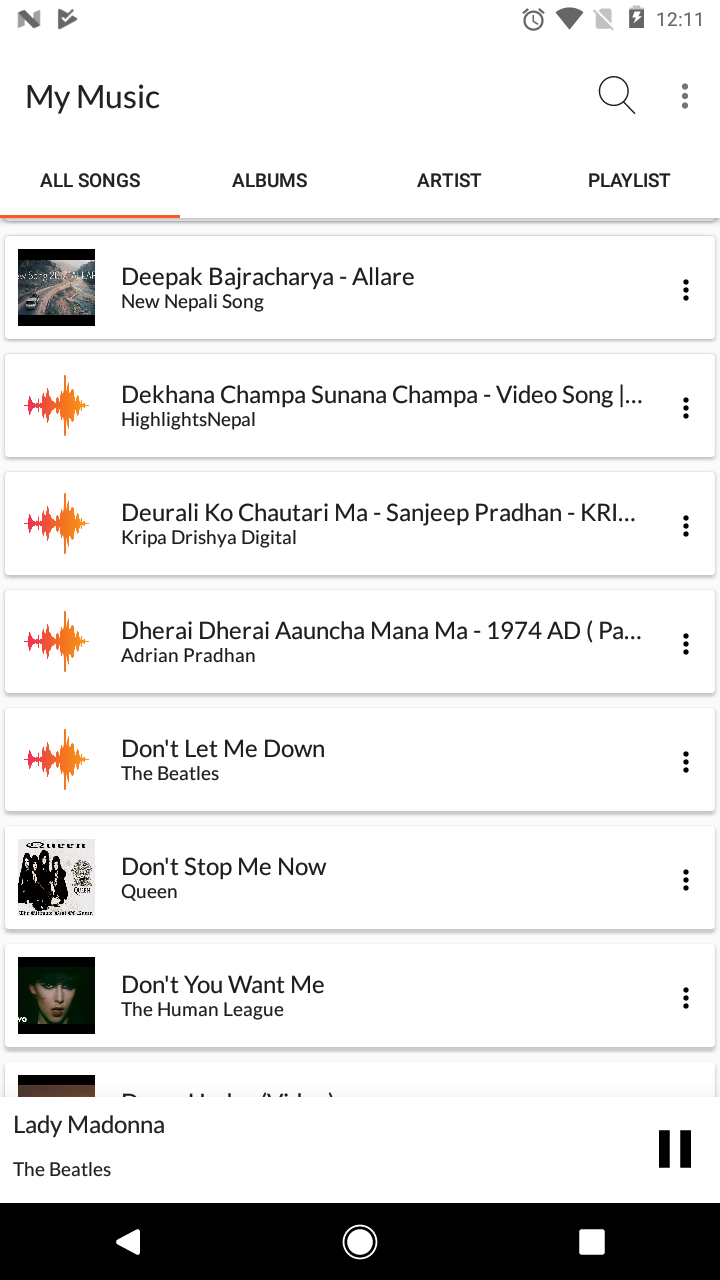 12:11
My Music
ALL SONGS
ALBUMS
ARTIST
PLAYLIST
Deepak Bajracharya - Allare
New Nepali Song
Dekhana Champa Sunana Champa - Video Song |...
HighlightsNepal
Deurali Ko Chautari Ma - Sanjeep Pradhan - KRI...
Kripa Drishya Digital
Dherai Dherai Aauncha Mana Ma - 1974 AD ( Pa...
Adrian Pradhan
Don't Let Me Down
The Beatles
Queen
QUEEN
Don't Stop Me Now
Queen
Don't You Want Me
The Human League
Lady Madonna
The Beatles